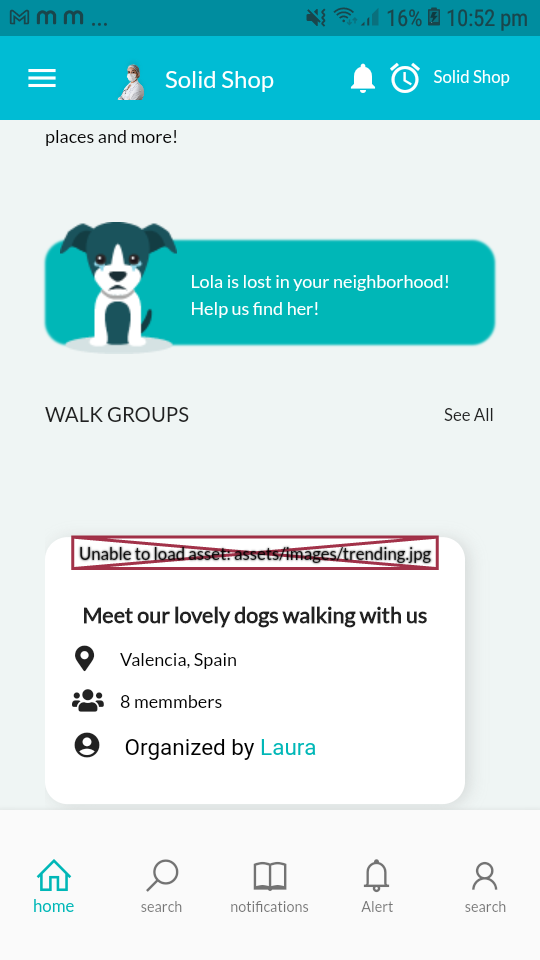 m m ... 16% 10:52 pm
Solid Shop Solid Shop
places and more!
Lola is lost in your neighborhood!
Help us find her!
WALK GROUPS See All
Unable to load asset: assets/images/trending.jpg
Meet our lovely dogs walking with us
Valencia, Spain
8 memmbers
Organized by Laura
home search notifications Alert search